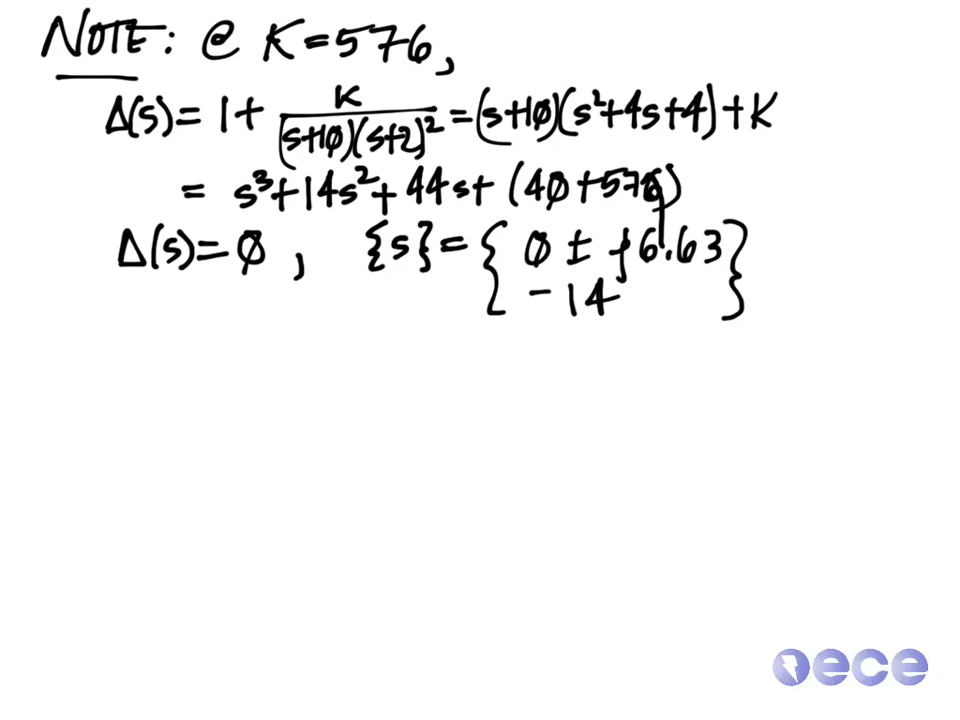 NOTE: @ K=576,
Δ(s)= 1+ K/((s+10)(s+2)²) =(s+10)(s²+4s+4)+K
= s³+14s²+44s+ (40+576)
Δ(s)=0, {s}= { 0 ± j6.63
-14 }
ece